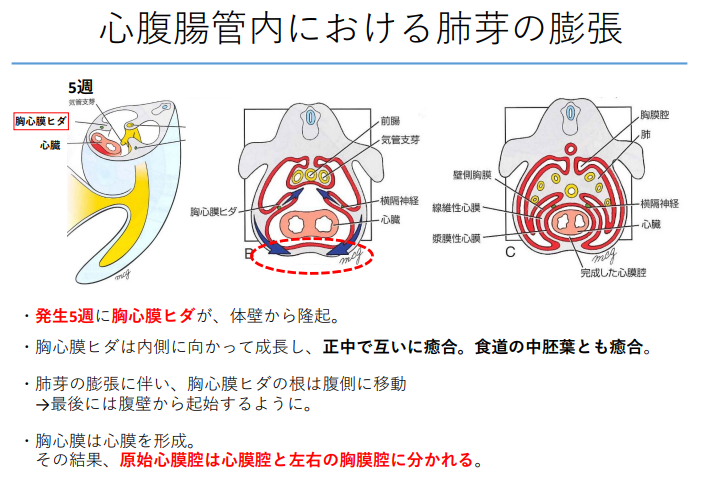 心腹腸管内における肺芽の膨張
5週
気管支芽
胸心膜ヒダ
心臓
前腸
気管支芽
胸心膜ヒダ
横隔神経
心臓
B
mcg
胸膜腔
肺
壁側胸膜
線維性心膜
漿膜性心膜
横隔神経
心臓
完成した心膜腔
C
mcg
mcg
・発生5週に胸心膜ヒダが、体壁から隆起。
・胸心膜ヒダは内側に向かって成長し、正中で互いに癒合。食道の中胚葉とも癒合。
・肺芽の膨張に伴い、胸心膜ヒダの根は腹側に移動
→最後には腹壁から起始するように。
・胸心膜は心膜を形成。
その結果、原始心膜腔は心膜腔と左右の胸膜腔に分かれる。